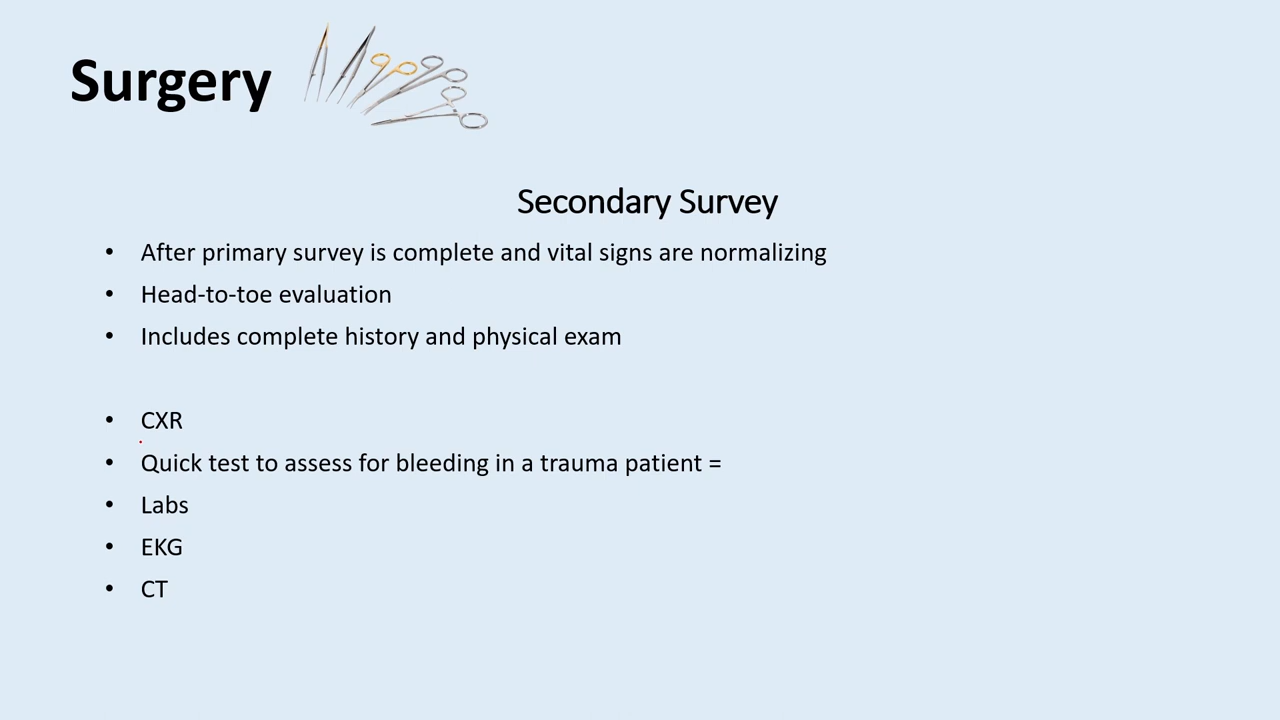 Surgery
Secondary Survey
• After primary survey is complete and vital signs are normalizing
• Head-to-toe evaluation
• Includes complete history and physical exam
• CXR
• Quick test to assess for bleeding in a trauma patient =
• Labs
• EKG
• CT